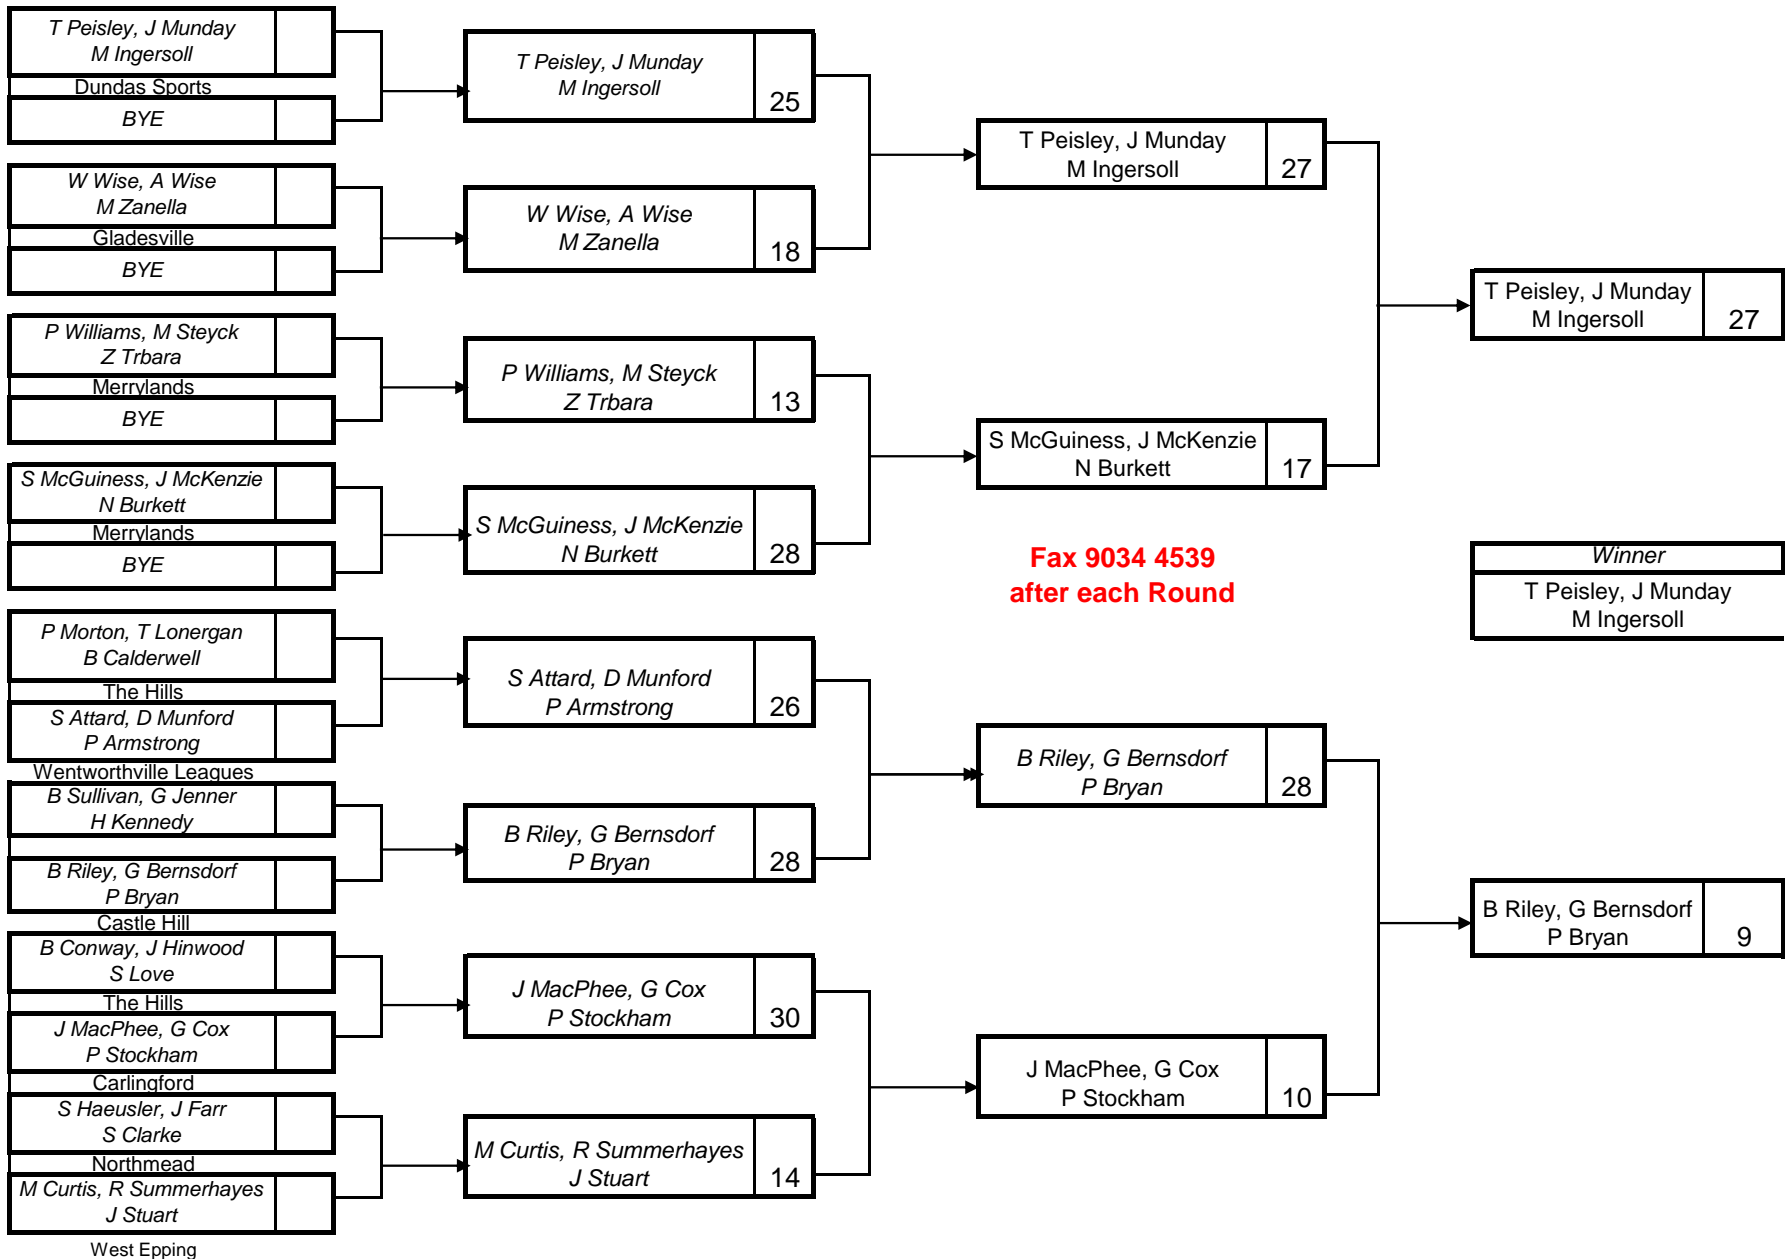 T Peisley, J Munday
M Ingersoll
Dundas Sports
BYE
W Wise, A Wise
M Zanella
Gladesville
BYE
P Williams, M Steyck
Z Trbara
Merrylands
BYE
S McGuiness, J McKenzie
N Burkett
Merrylands
BYE
P Morton, T Lonergan
B Calderwell
The Hills
S Attard, D Munford
P Armstrong
Wentworthville Leagues
B Sullivan, G Jenner
H Kennedy
B Riley, G Bernsdorf
P Bryan
Castle Hill
B Conway, J Hinwood
S Love
The Hills
J MacPhee, G Cox
P Stockham
Carlingford
S Haeusler, J Farr
S Clarke
Northmead
M Curtis, R Summerhayes
J Stuart
West Epping
T Peisley, J Munday
M Ingersoll
25
W Wise, A Wise
M Zanella
18
P Williams, M Steyck
Z Trbara
13
S McGuiness, J McKenzie
N Burkett
28
S Attard, D Munford
P Armstrong
26
B Riley, G Bernsdorf
P Bryan
28
J MacPhee, G Cox
P Stockham
30
M Curtis, R Summerhayes
J Stuart
14
T Peisley, J Munday
M Ingersoll
27
S McGuiness, J McKenzie
N Burkett
17
Fax 9034 4539
after each Round
B Riley, G Bernsdorf
P Bryan
28
J MacPhee, G Cox
P Stockham
10
T Peisley, J Munday
M Ingersoll
27
Winner
T Peisley, J Munday
M Ingersoll
B Riley, G Bernsdorf
P Bryan
9